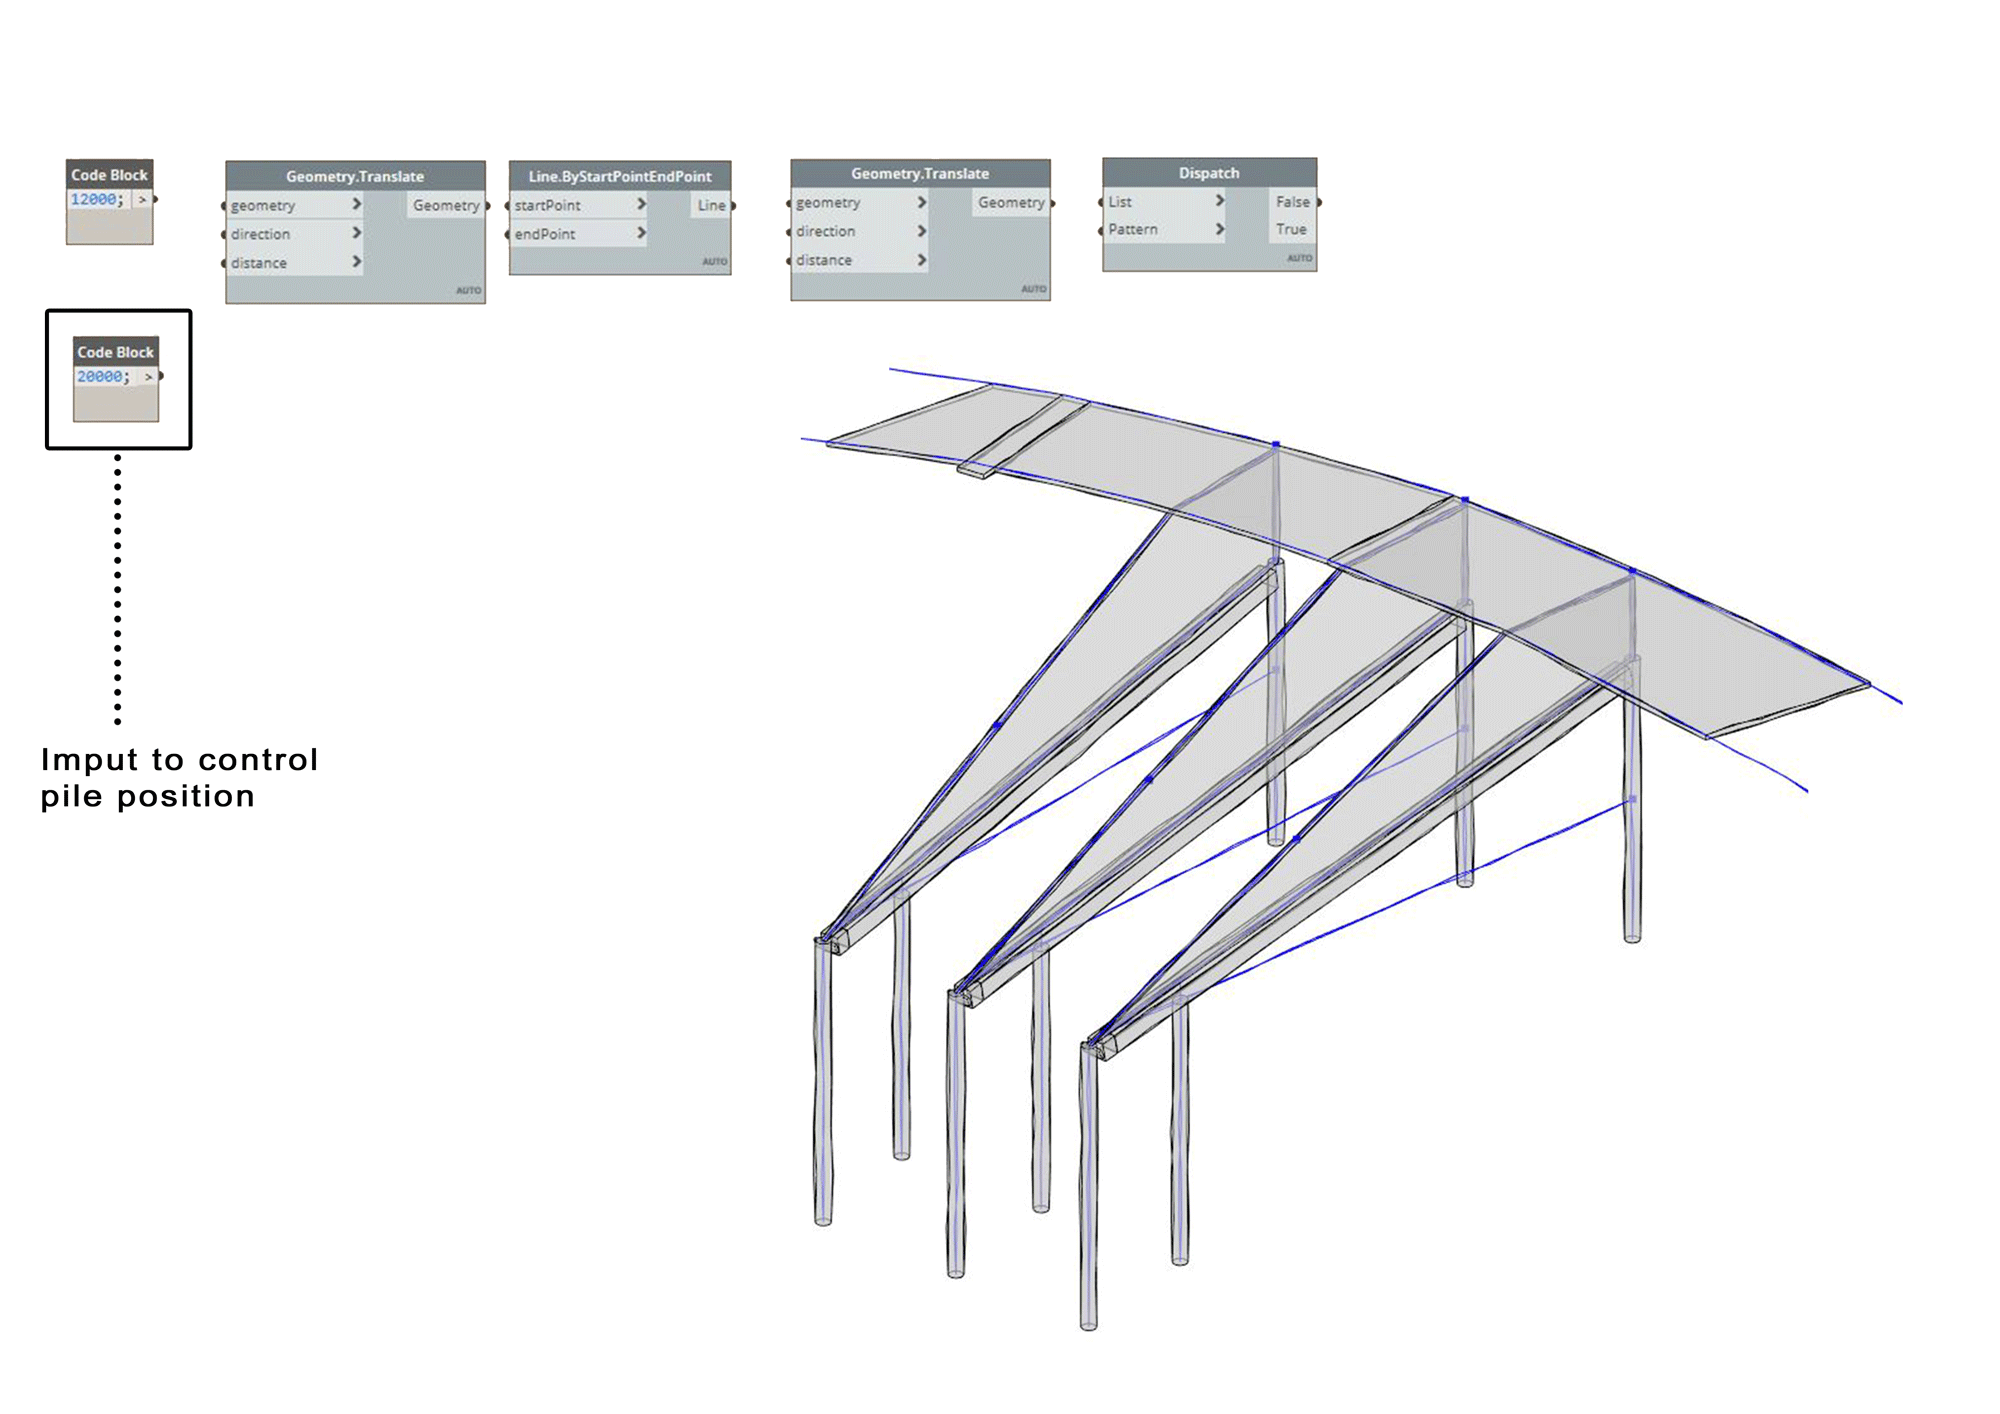 Code Block
12000; >
Geometry.Translate
geometry > Geometry
direction >
distance >
AUTO
Line.ByStartPointEndPoint
startPoint > Line
endPoint >
AUTO
Geometry.Translate
geometry > Geometry
direction >
distance >
AUTO
Dispatch
List > False
Pattern > True
AUTO
Code Block
20000; >
Imput to control
pile position